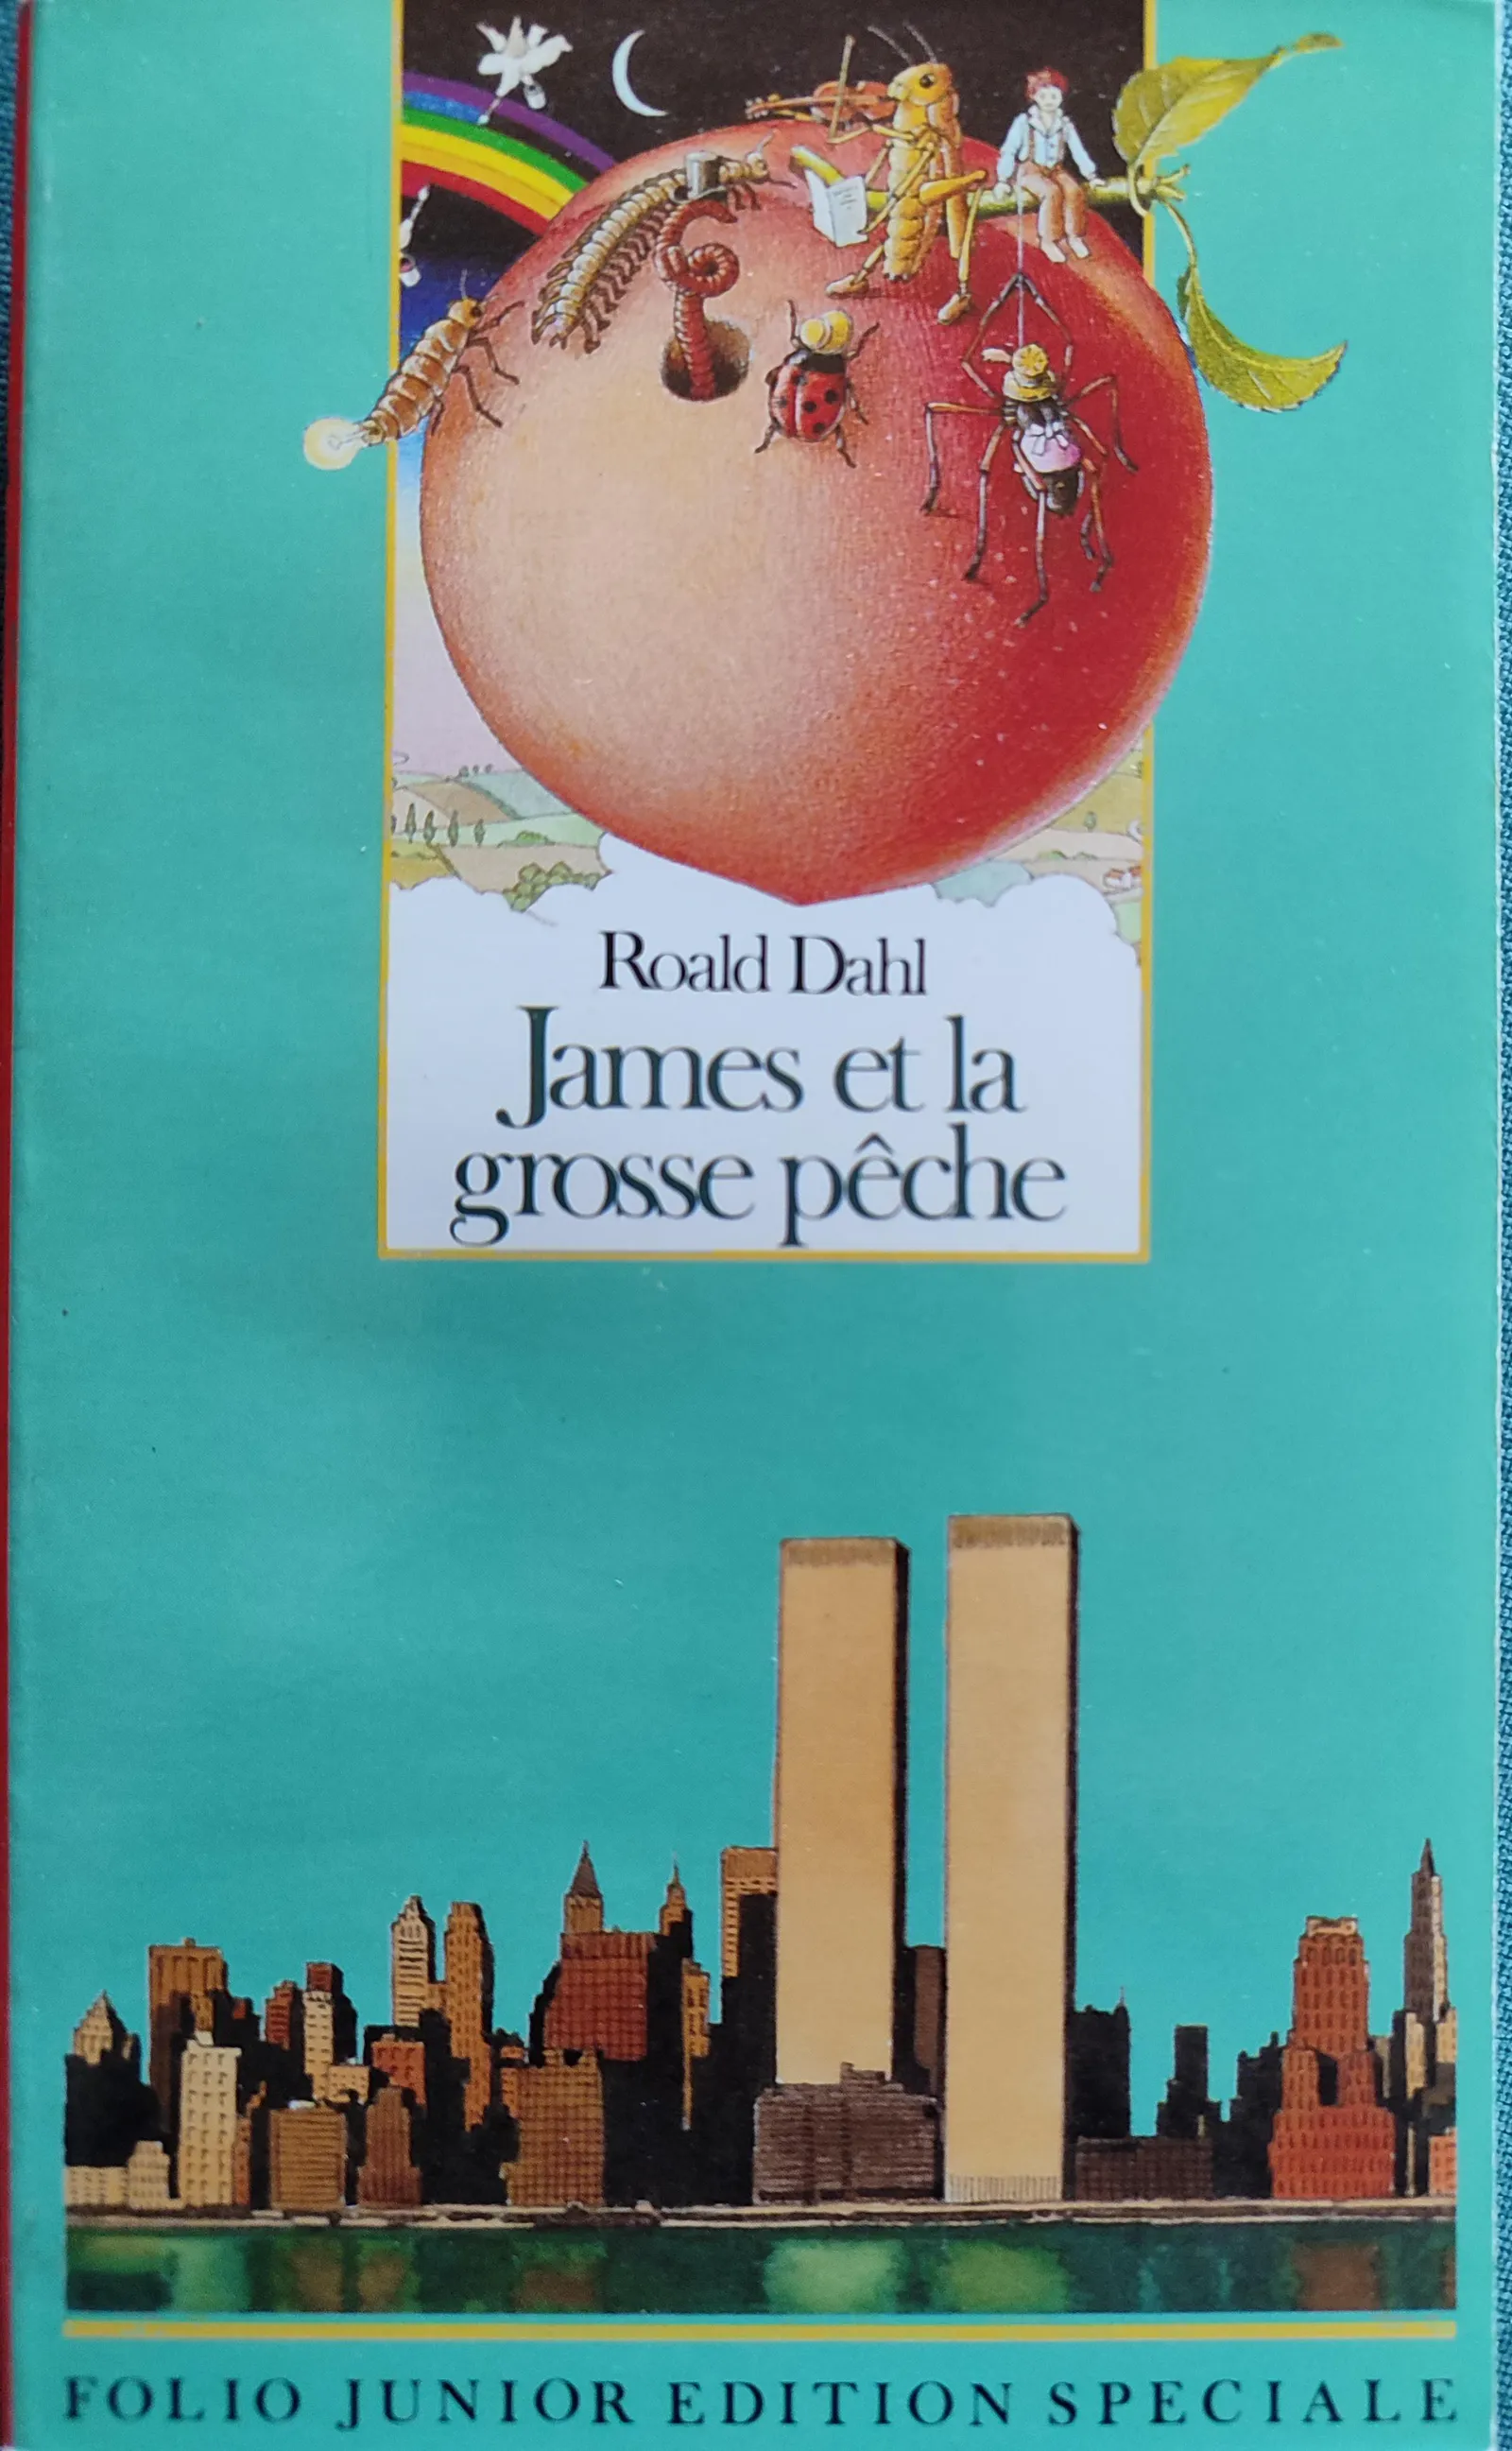 Roald Dahl
James et la
grosse pêche
FOLIO JUNIOR EDITION SPECIALE